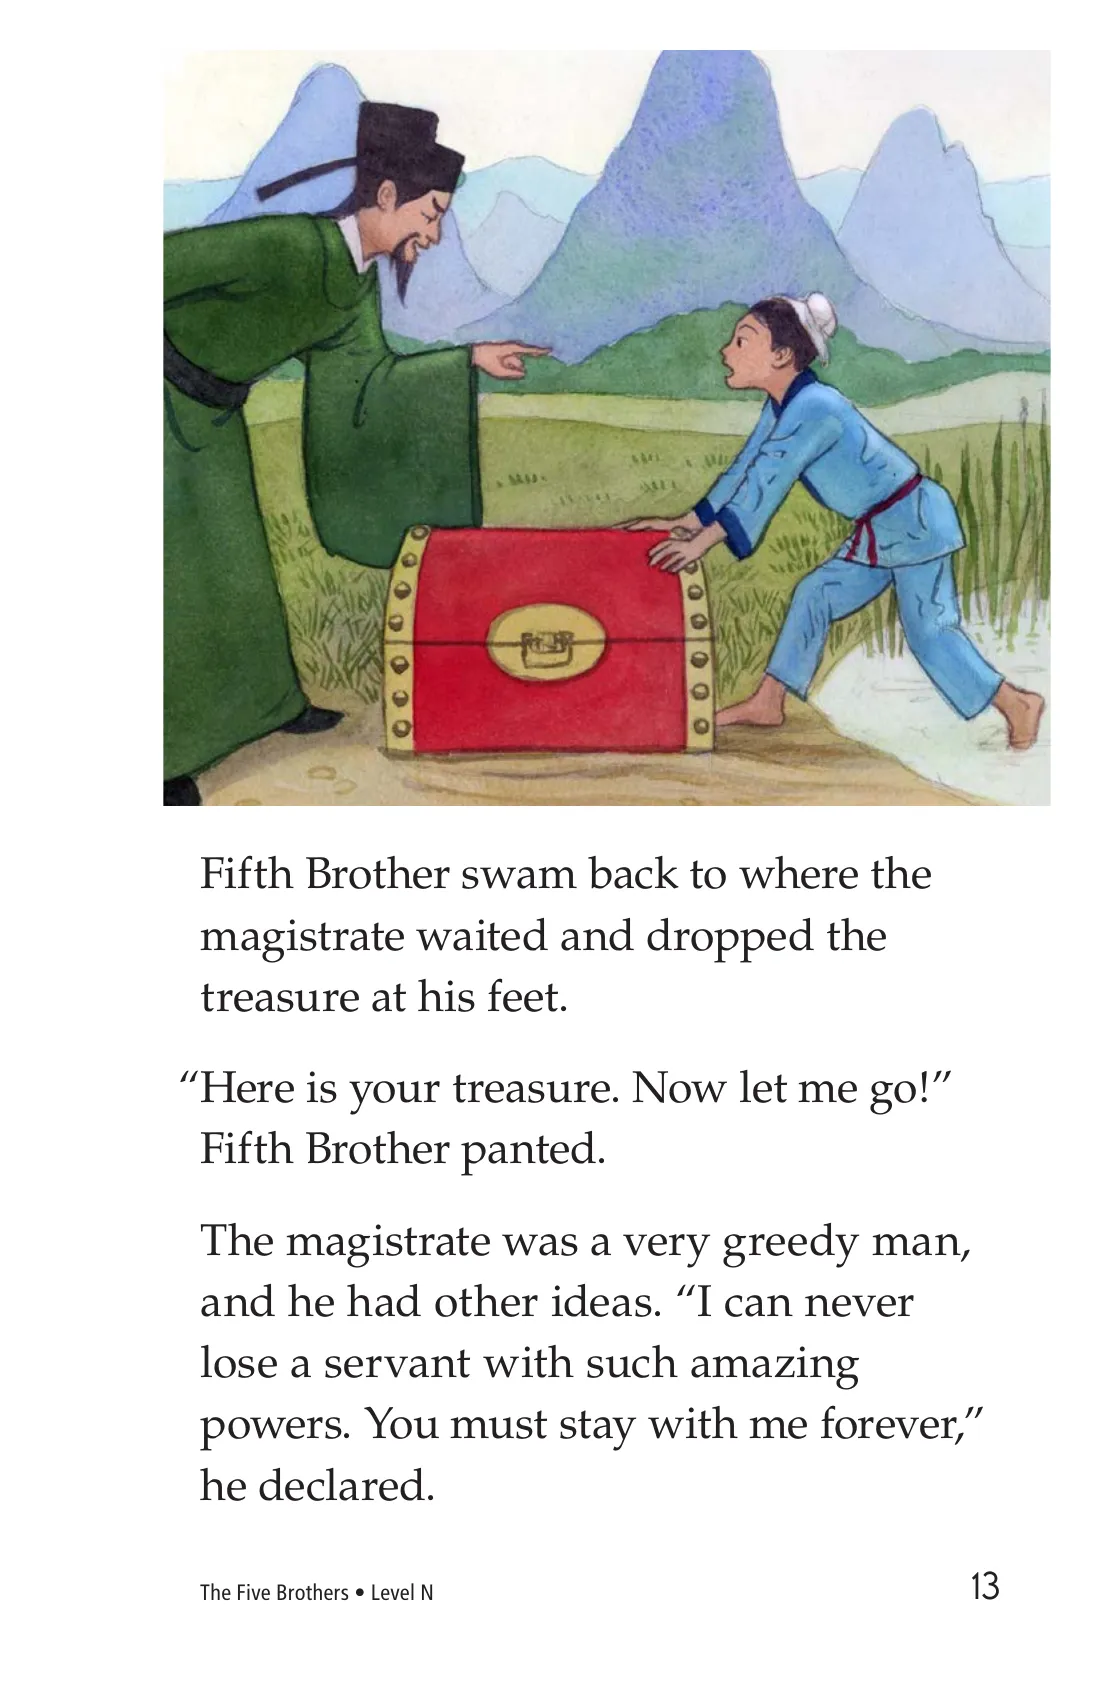 Fifth Brother swam back to where the
magistrate waited and dropped the
treasure at his feet.
“Here is your treasure. Now let me go!”
Fifth Brother panted.
The magistrate was a very greedy man,
and he had other ideas. “I can never
lose a servant with such amazing
powers. You must stay with me forever,”
he declared.
The Five Brothers • Level N
13